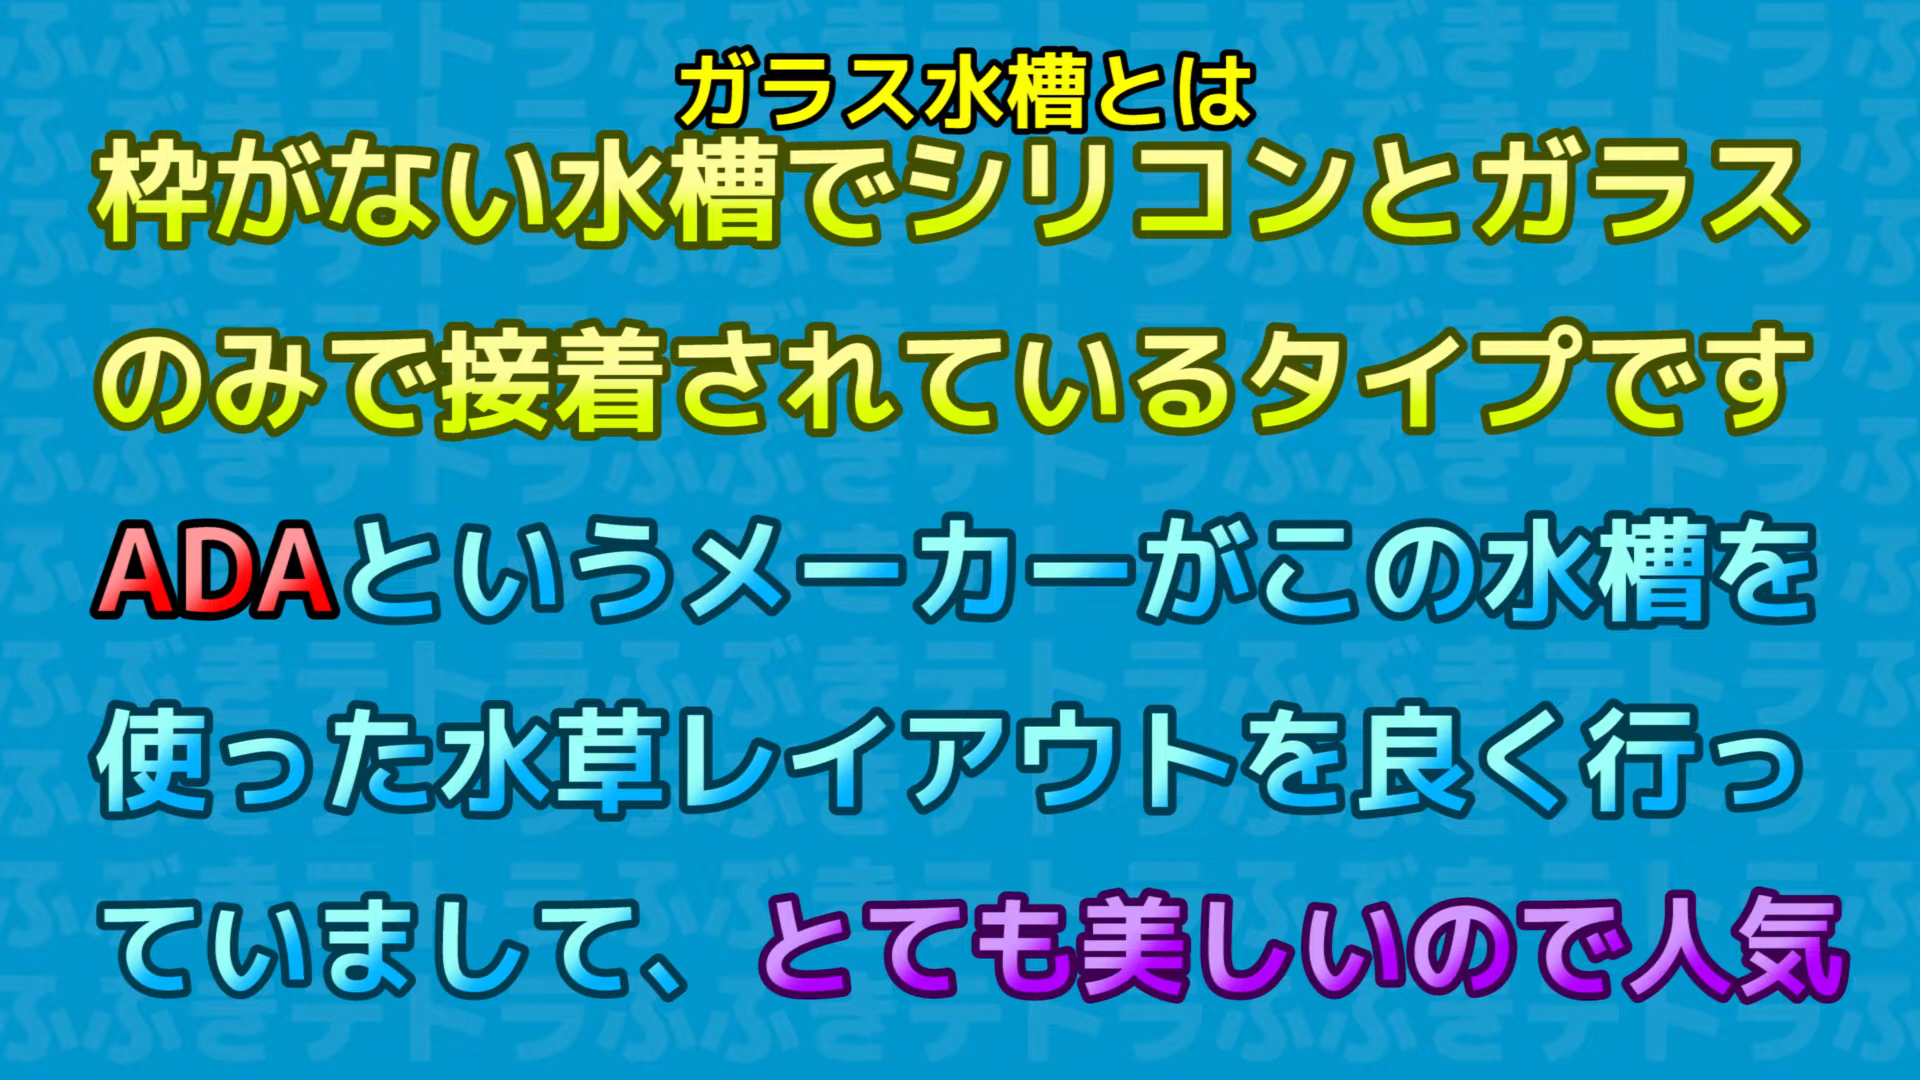 ガラス水槽とは
枠がない水槽でシリコンとガラス
のみで接着されているタイプです
ADAというメーカーがこの水槽を
使った水草レイアウトを良く行っ
ていまして、とても美しいので人気